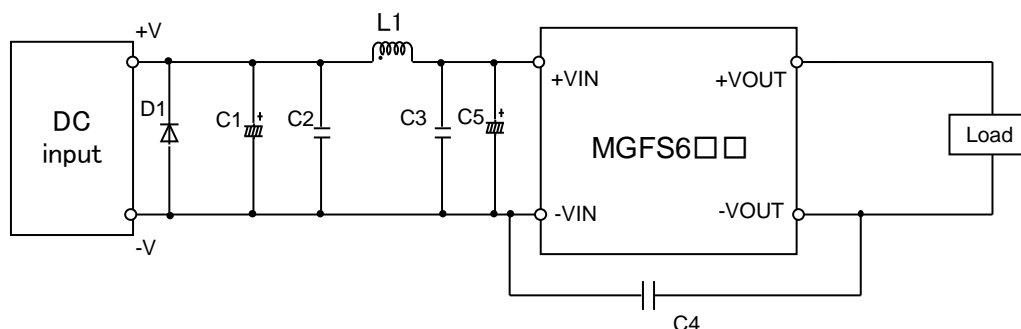 +V
L1
DC
input
D1
C1
+
C2
C3
C5
+
+VIN
+VOUT
MGFS6□□
Load
-VIN
-VOUT
-V
C4